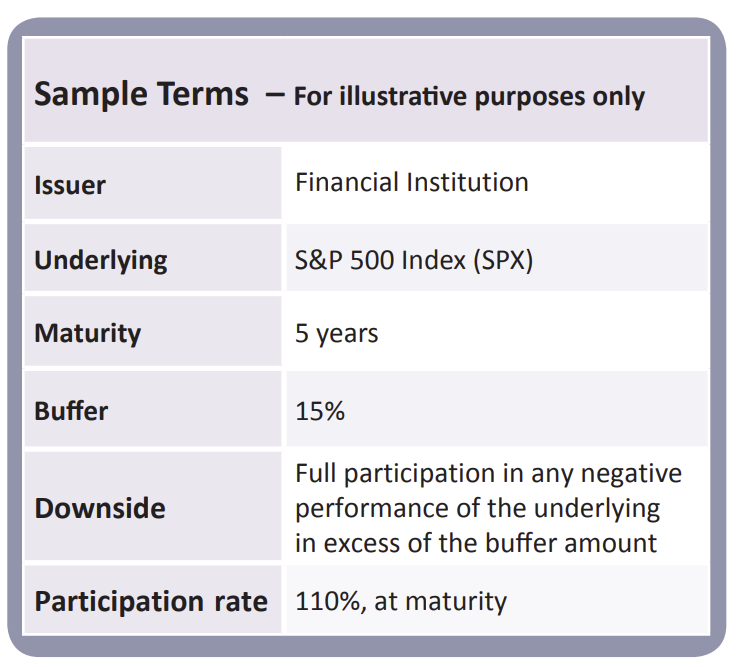 Sample Terms – For illustrative purposes only
Issuer
Financial Institution
Underlying
S&P 500 Index (SPX)
Maturity
5 years
Buffer
15%
Downside
Full participation in any negative
performance of the underlying
in excess of the buffer amount
Participation rate
110%, at maturity